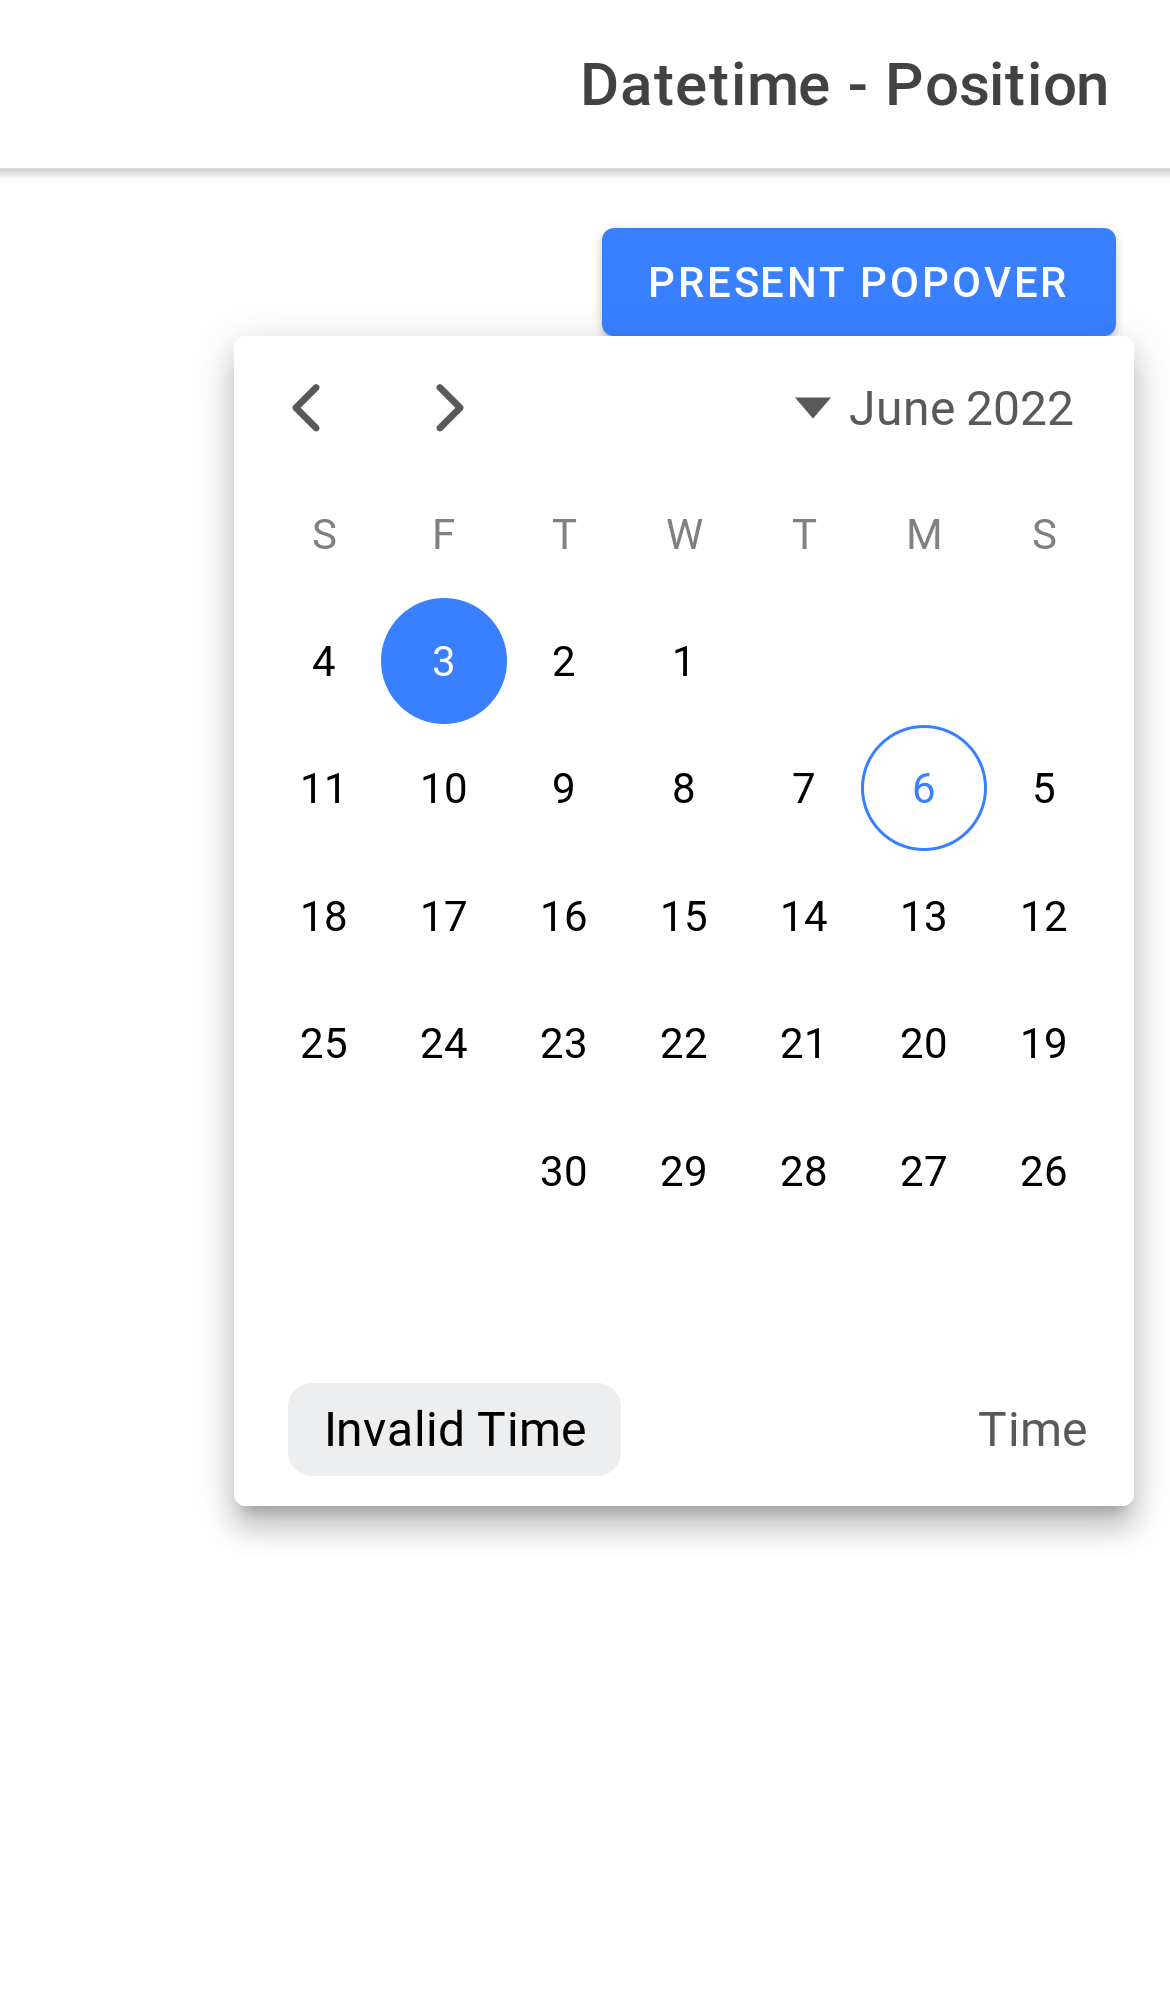 Datetime - Position
PRESENT POPOVER
June 2022
S F T W T M S
4 3 2 1
11 10 9 8 7 6 5
18 17 16 15 14 13 12
25 24 23 22 21 20 19
30 29 28 27 26
Invalid Time Time